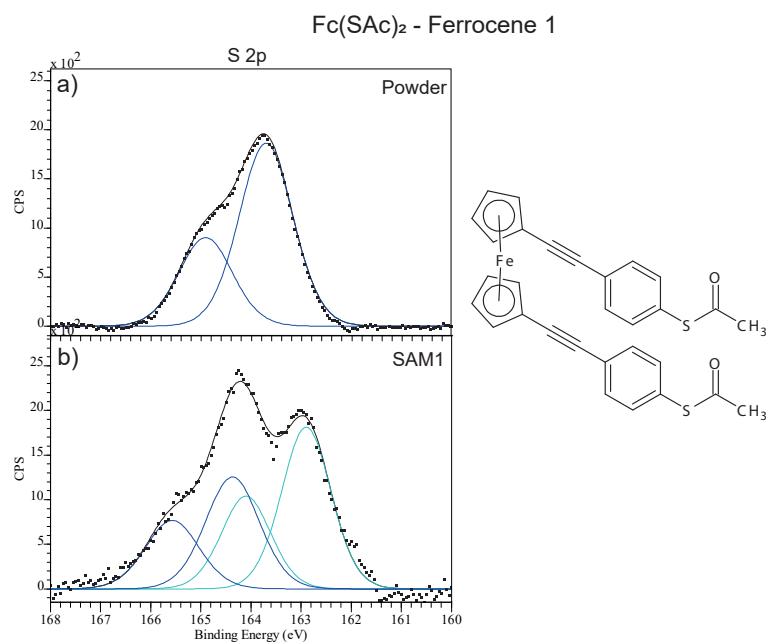 Fc(SAc)₂ - Ferrocene 1
S 2p
x 10²
a)
Powder
25
20
15
10
5
0
CPS
x 10²
b)
SAM1
25
20
15
10
5
0
CPS
168 167 166 165 164 163 162 161 160
Binding Energy (eV)
Fe
O
S
CH₃
O
S
CH₃